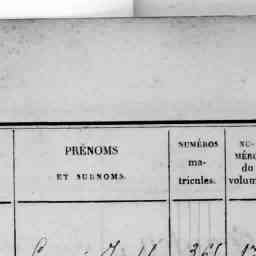 PRÉNOMS
ET SURNOMS.
NUMÉROS
ma-
tricules.
NU-
MÉRO
du
volum